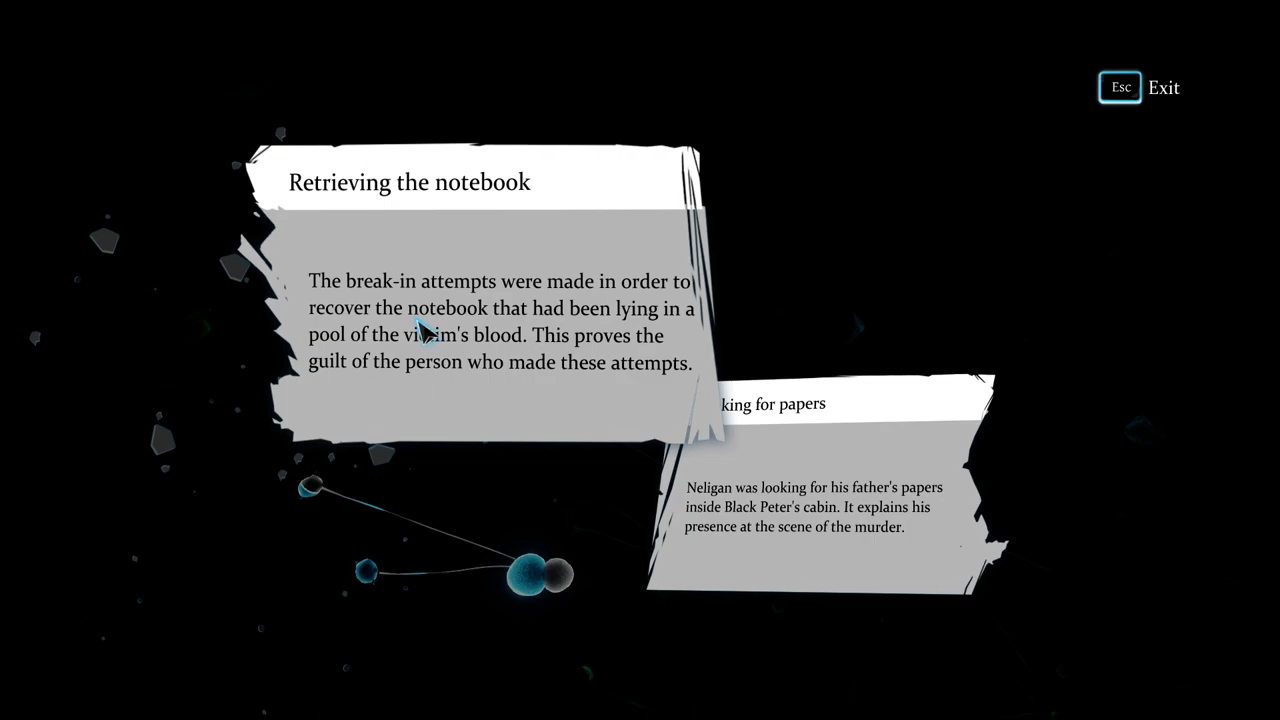 Esc Exit
Retrieving the notebook
The break-in attempts were made in order to
recover the notebook that had been lying in a
pool of the victim's blood. This proves the
guilt of the person who made these attempts.
king for papers
Neligan was looking for his father's papers
inside Black Peter's cabin. It explains his
presence at the scene of the murder.